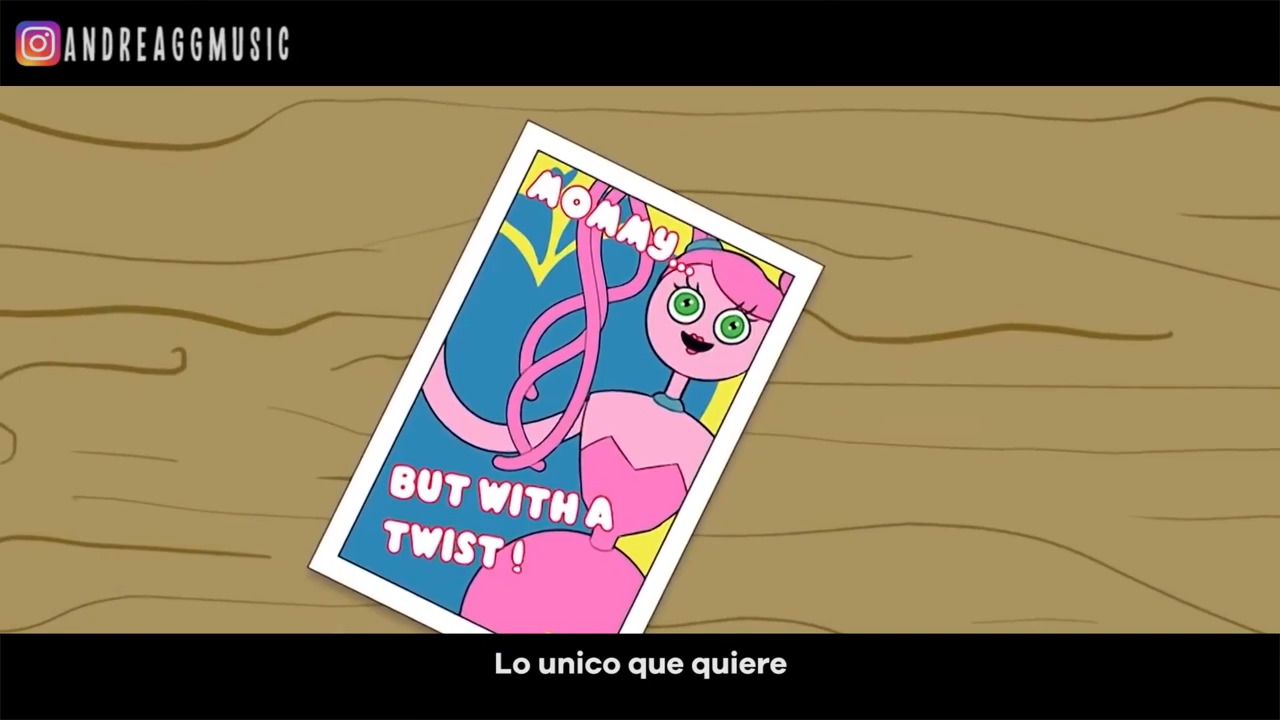 ANDREAGGMUSIC
MOMMY...
BUT WITH A
TWIST!
Lo unico que quiere